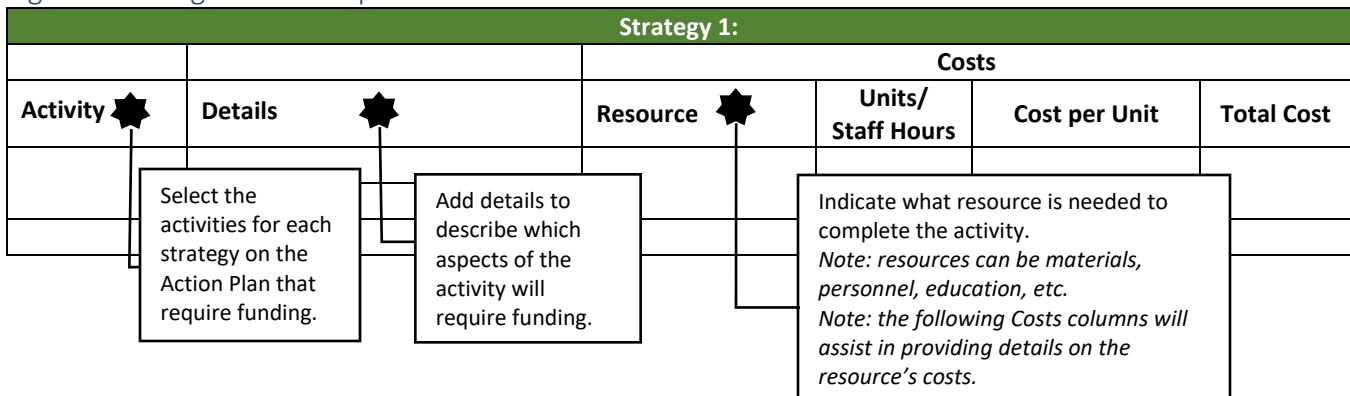 Strategy 1:
Costs
Activity
Details
Resource
Units/
Staff Hours
Cost per Unit
Total Cost
Select the
activities for each
strategy on the
Action Plan that
require funding.
Add details to
describe which
aspects of the
activity will
require funding.
Indicate what resource is needed to
complete the activity.
Note: resources can be materials,
personnel, education, etc.
Note: the following Costs columns will
assist in providing details on the
resource's costs.